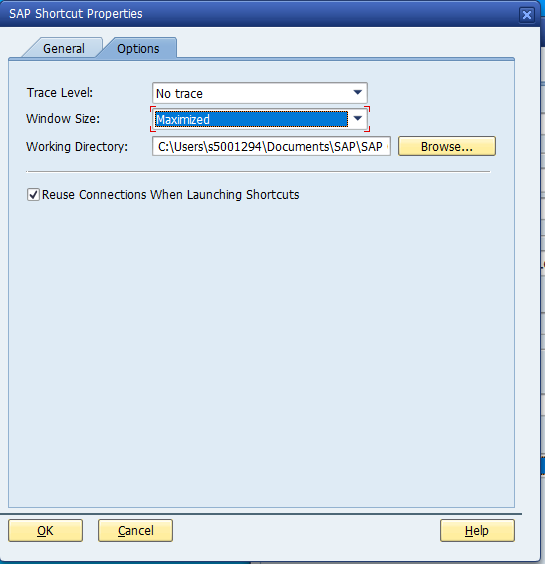 SAP Shortcut Properties
General Options
Trace Level: No trace
Window Size: Maximized
Working Directory: C:\Users\s5001294\Documents\SAP\SAP Browse...
Reuse Connections When Launching Shortcuts
OK Cancel Help